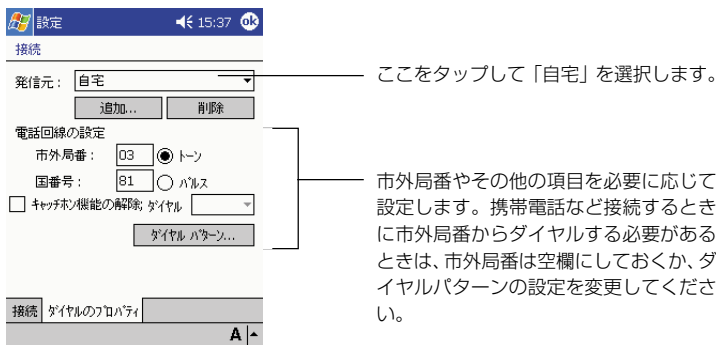 設定 15:37 ok
接続
発信元： 自宅
追加... 削除
電話回線の設定
市外局番： 03 トーン
国番号： 81 パルス
キャッチホン機能の解除; ダイヤル
ダイヤル パターン...
接続 ダイヤルのプロパティ
A
ここをタップして「自宅」を選択します。
市外局番やその他の項目を必要に応じて
設定します。携帯電話など接続するとき
に市外局番からダイヤルする必要がある
ときは、市外局番は空欄にしておくか、ダ
イヤルパターンの設定を変更してくださ
い。